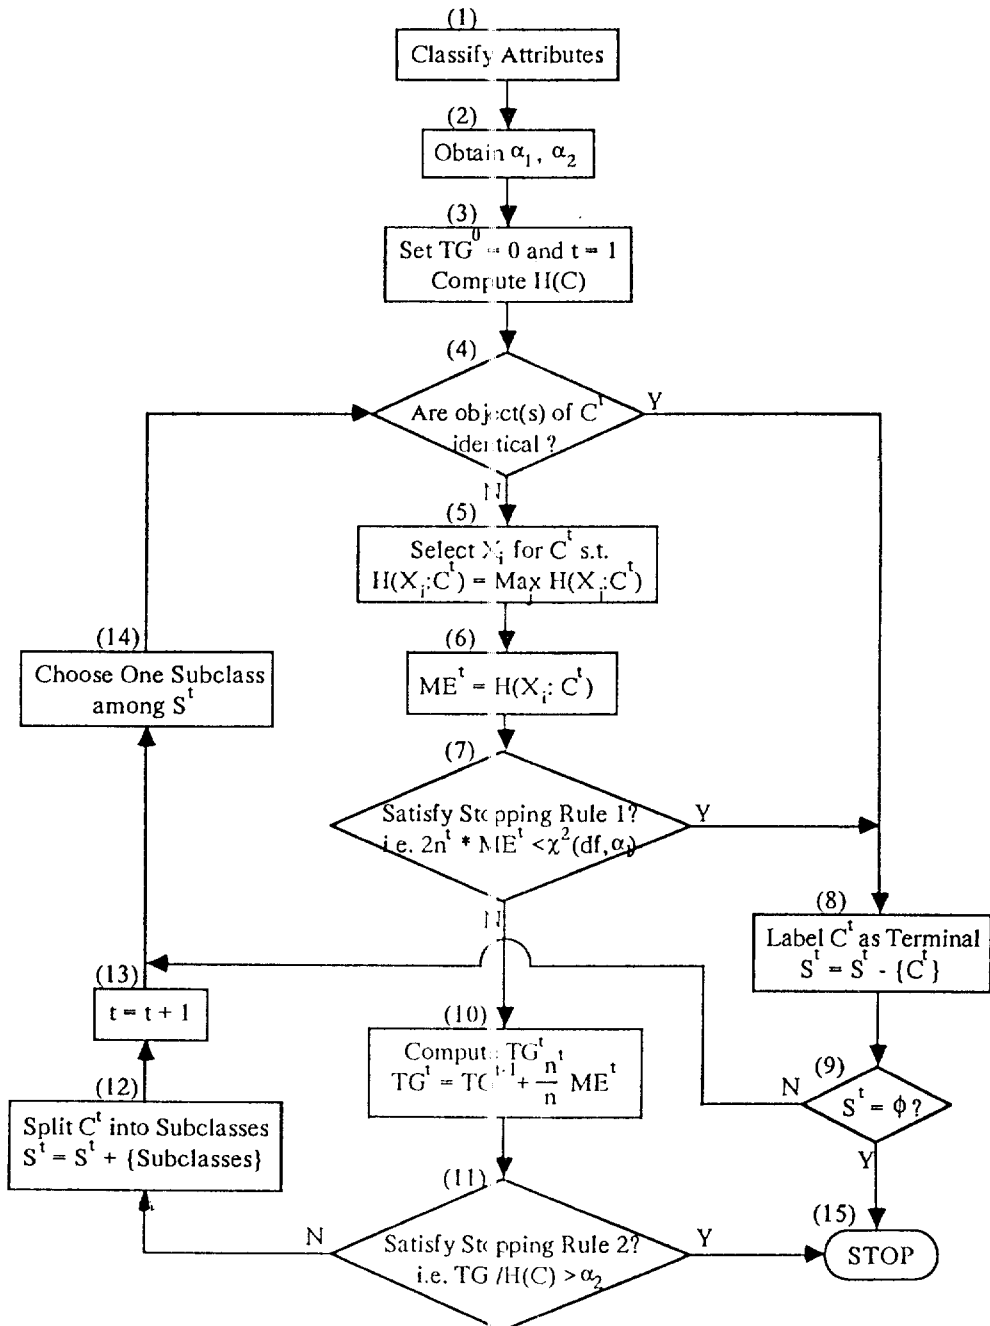 (1)
Classify Attributes
(2)
Obtain α₁, α₂
(3)
Set TG⁰ = 0 and t = 1
Compute H(C)
(4)
Are object(s) of Cᵗ
identical ?
Y
N
(5)
Select Xᵢ for Cᵗ s.t.
H(Xᵢ:Cᵗ) = Maxⱼ H(Xⱼ:Cᵗ)
(6)
MEᵗ = H(Xᵢ: Cᵗ)
(7)
Satisfy Stopping Rule 1?
i.e. 2nᵗ * MEᵗ < χ²(df, α₁)
Y
N
(8)
Label Cᵗ as Terminal
Sᵗ = Sᵗ - {Cᵗ}
(9)
Sᵗ = ϕ ?
N
Y
(10)
Compute TGᵗ
TGᵗ = TGᵗ⁻¹ + nᵗ/n MEᵗ
(11)
Satisfy Stopping Rule 2?
i.e. TG /H(C) > α₂
N
Y
(12)
Split Cᵗ into Subclasses
Sᵗ = Sᵗ + {Subclasses}
(13)
t = t + 1
(14)
Choose One Subclass
among Sᵗ
(15)
STOP